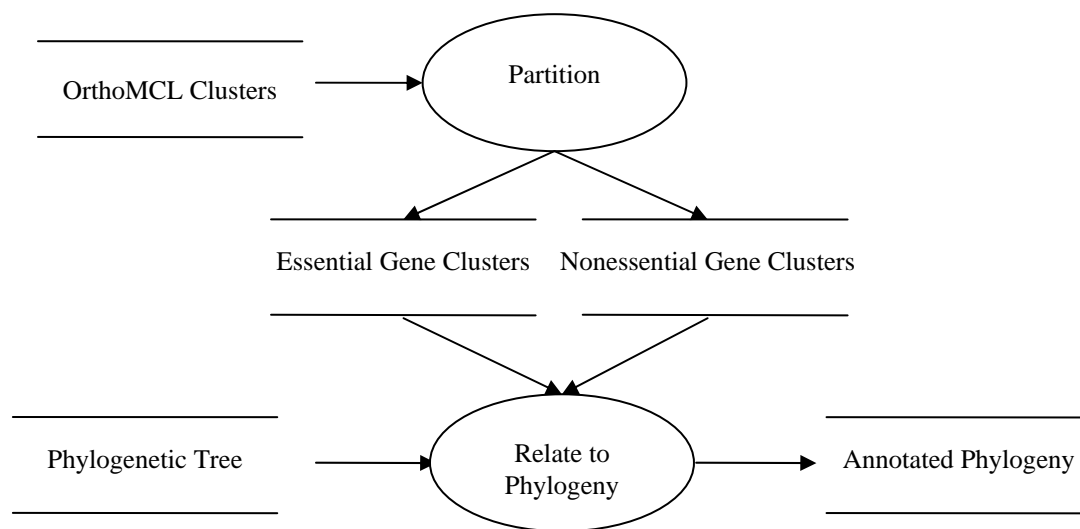 Partition
OrthoMCL Clusters
Essential Gene Clusters
Nonessential Gene Clusters
Phylogenetic Tree
Relate to
Phylogeny
Annotated Phylogeny